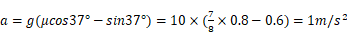 a = g(μcos37° − sin37°) = 10 × (7/8 × 0.8 − 0.6) = 1m/s²